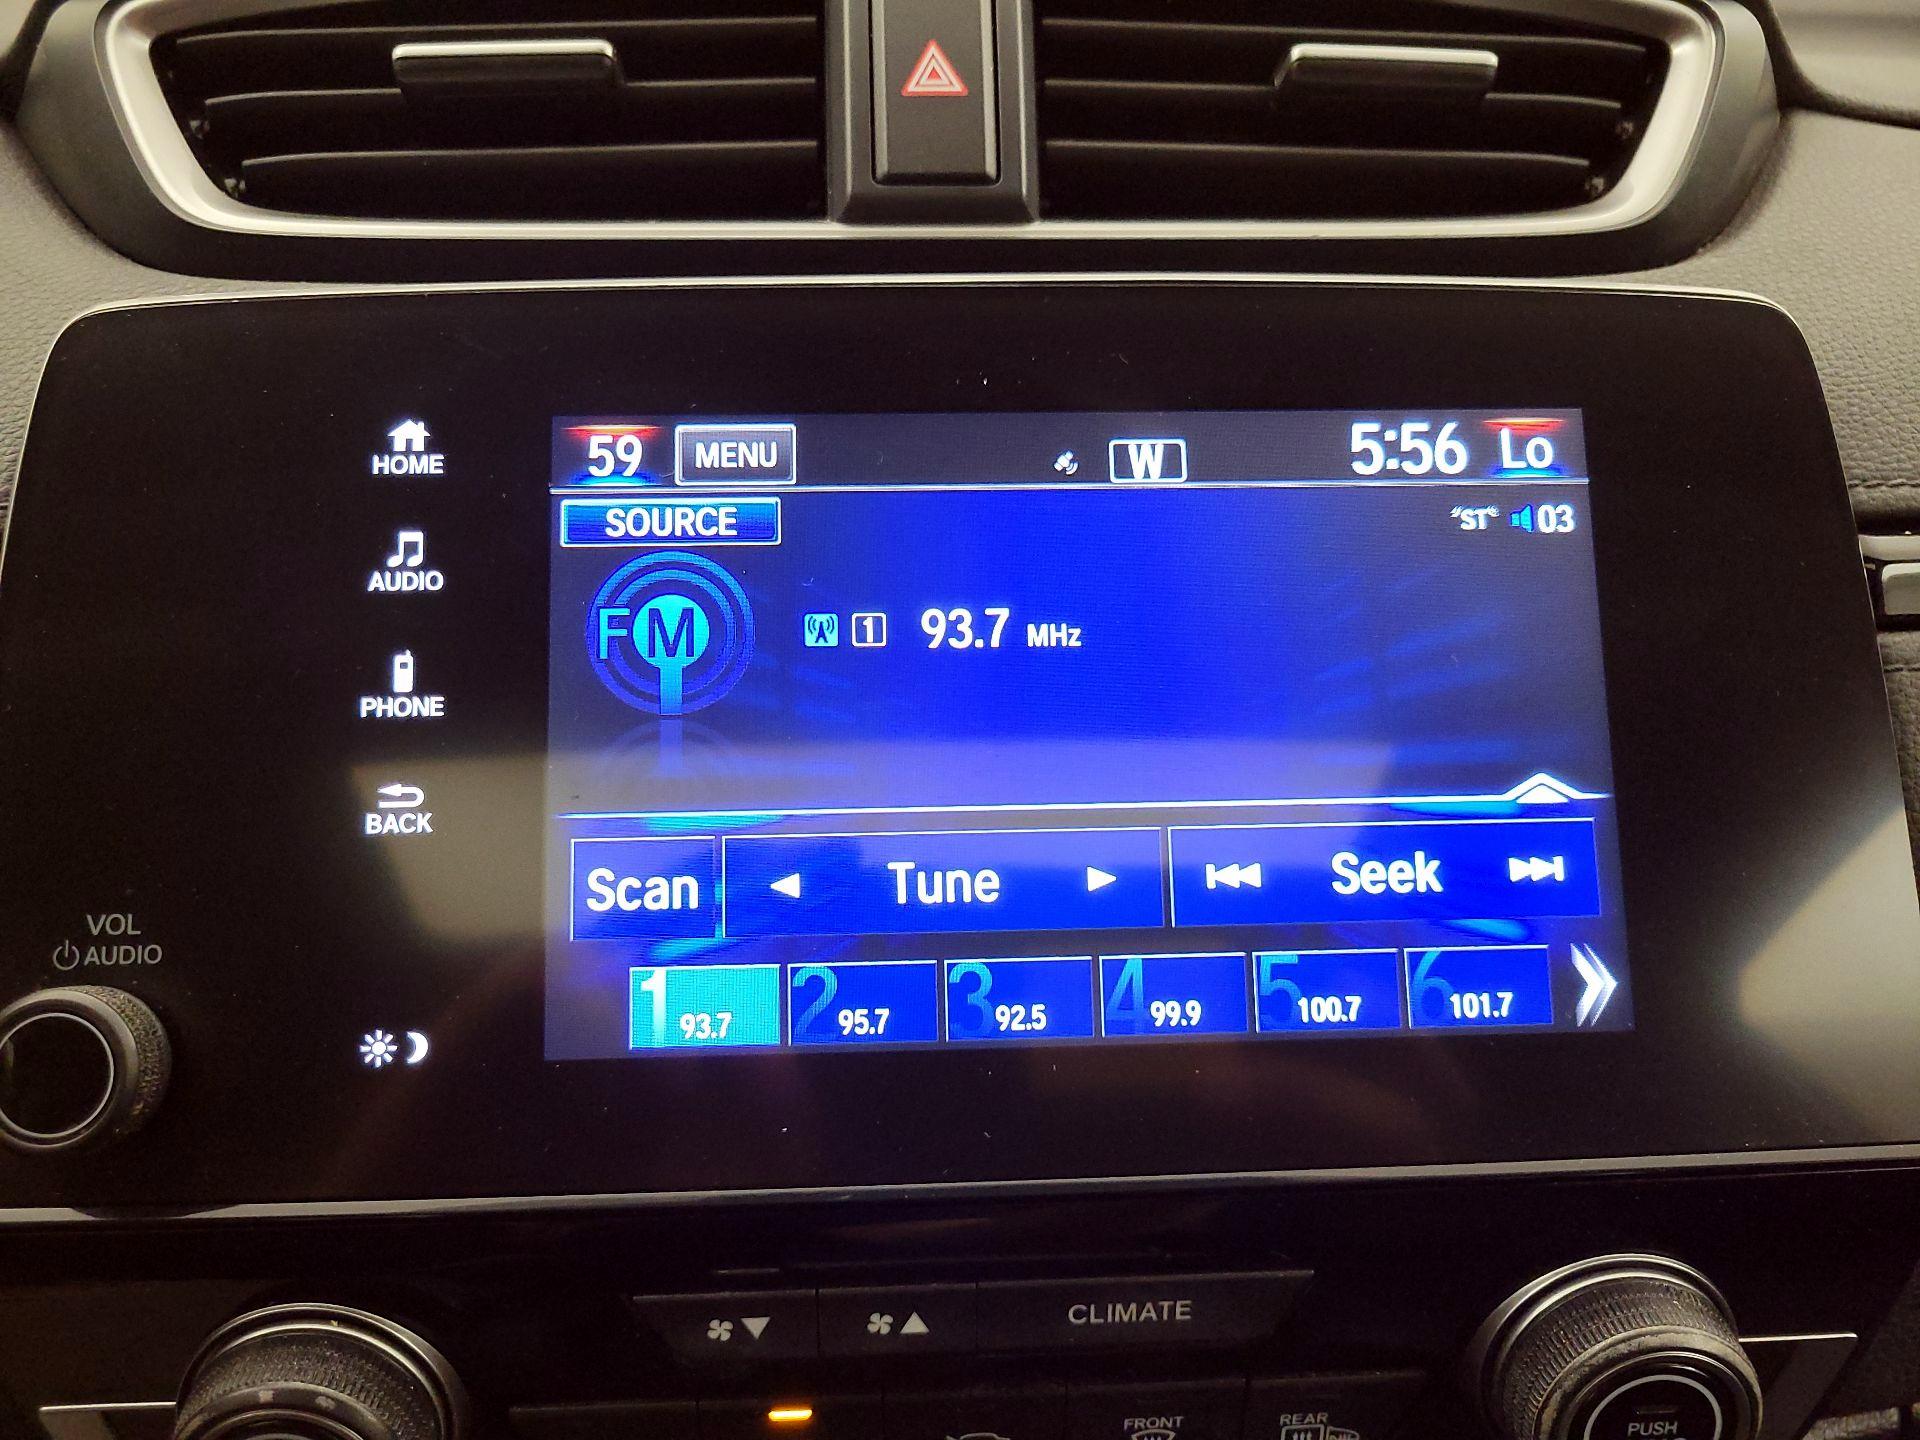 HOME
AUDIO
PHONE
BACK
VOL
AUDIO
59 MENU W 5:56 Lo
SOURCE "ST" 03
FM 1 93.7 MHz
Scan Tune Seek
1 93.7 2 95.7 3 92.5 4 99.9 5 100.7 6 101.7
CLIMATE
FRONT REAR
PUSH